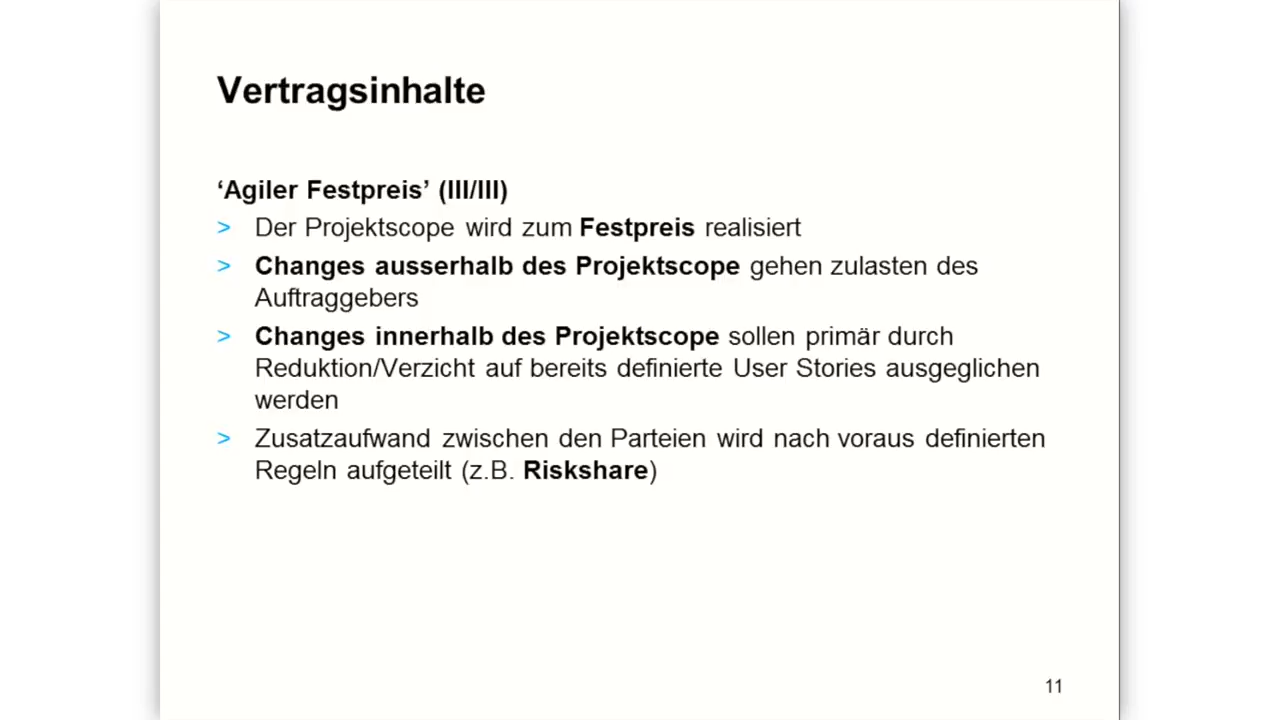 Vertragsinhalte
‘Agiler Festpreis’ (III/III)
> Der Projektscope wird zum Festpreis realisiert
> Changes ausserhalb des Projektscope gehen zulasten des
Auftraggebers
> Changes innerhalb des Projektscope sollen primär durch
Reduktion/Verzicht auf bereits definierte User Stories ausgeglichen
werden
> Zusatzaufwand zwischen den Parteien wird nach voraus definierten
Regeln aufgeteilt (z.B. Riskshare)
11